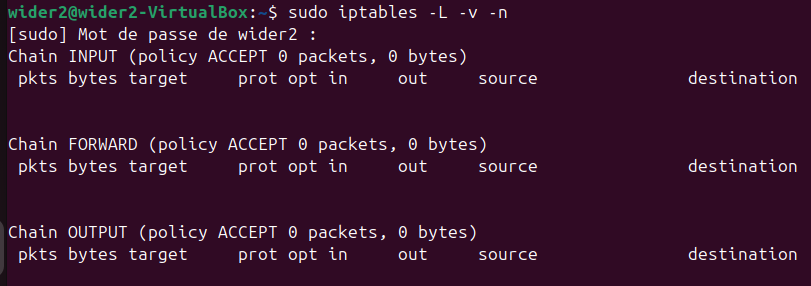 wider2@wider2-VirtualBox:~$ sudo iptables -L -v -n
[sudo] Mot de passe de wider2 :
Chain INPUT (policy ACCEPT 0 packets, 0 bytes)
 pkts bytes target     prot opt in     out     source               destination

Chain FORWARD (policy ACCEPT 0 packets, 0 bytes)
 pkts bytes target     prot opt in     out     source               destination

Chain OUTPUT (policy ACCEPT 0 packets, 0 bytes)
 pkts bytes target     prot opt in     out     source               destination